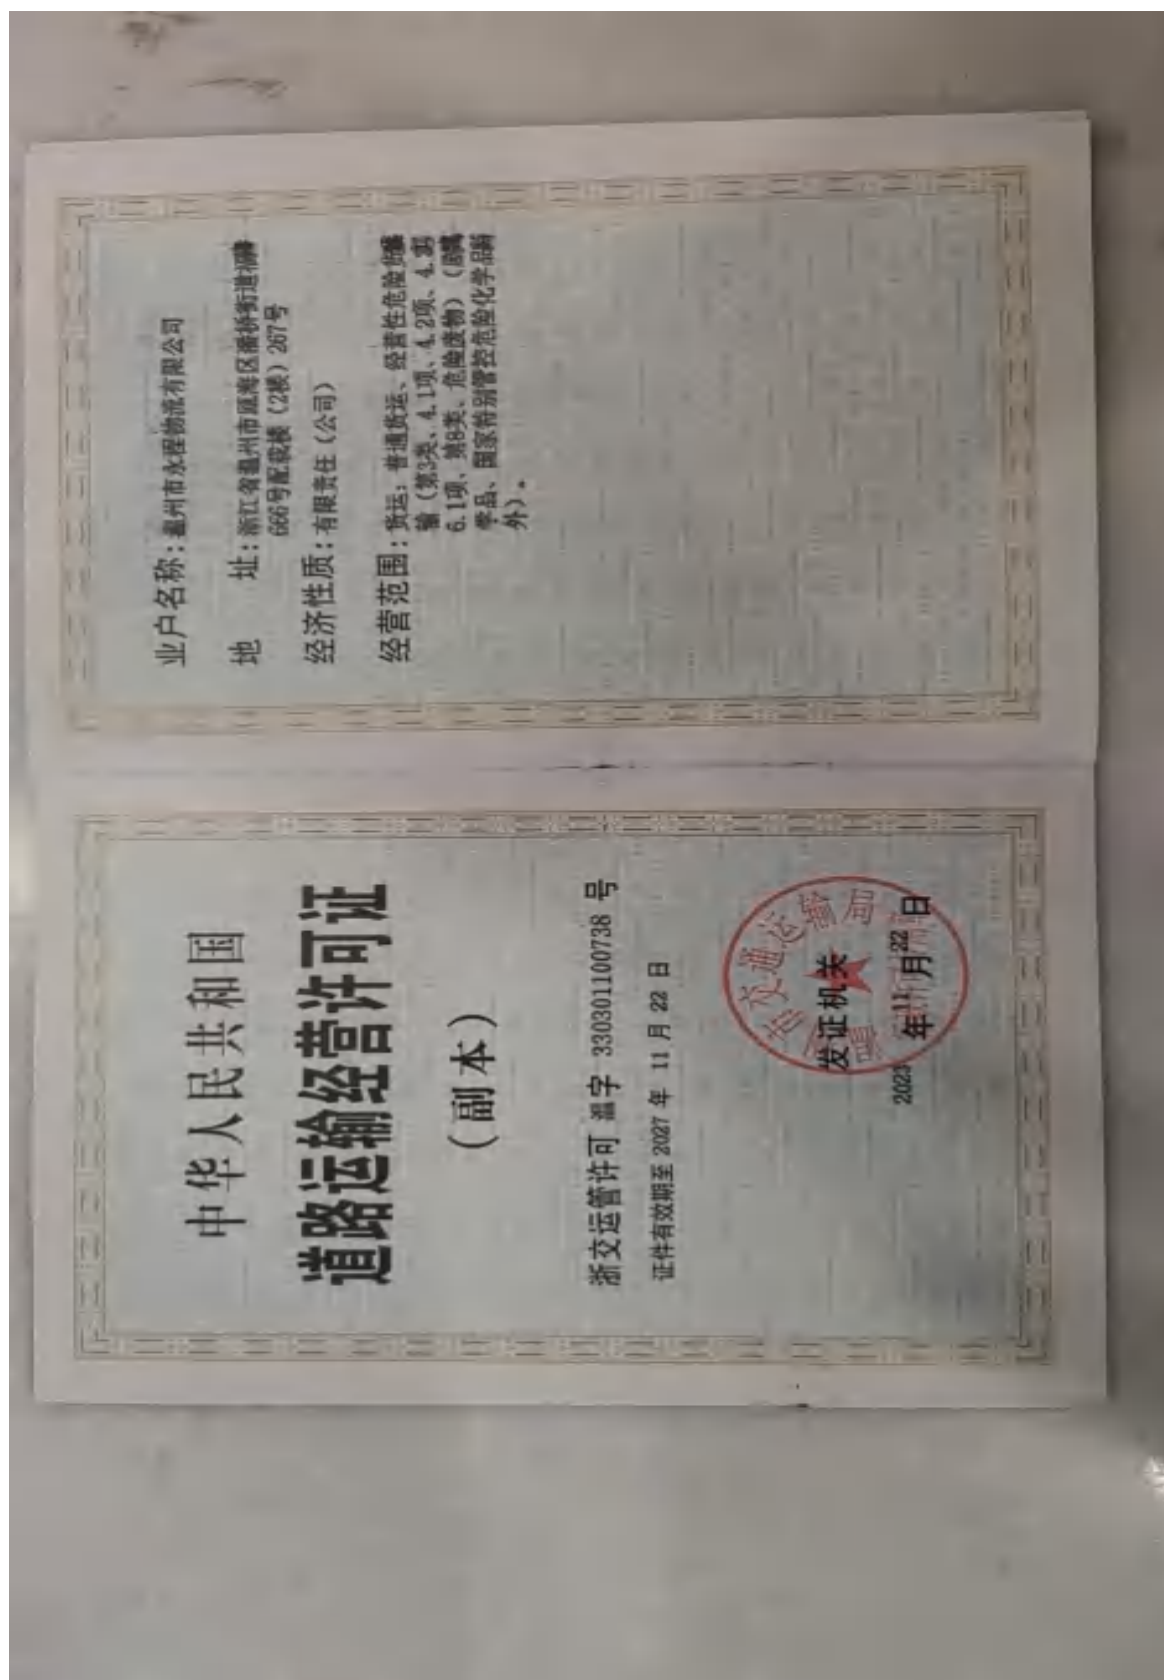 中华人民共和国
道路运输经营许可证
(副本)
浙交运管许可 温字 330301100738 号
证件有效期至 2027 年 11 月 22 日
市交通运输局
发证机关
2023 年 11 月 22 日
业户名称:温州市永程物流有限公司
地 址:浙江省温州市瓯海区潘桥街道
666号配载楼(2楼)267号
经济性质:有限责任(公司)
经营范围:货运:普通货运、经营性危险货物
输(第3类、4.1项、4.2项、4.3项
6.1项、第8类、危险废物)(剧
学品、国家特别管控危险化学品
外)。